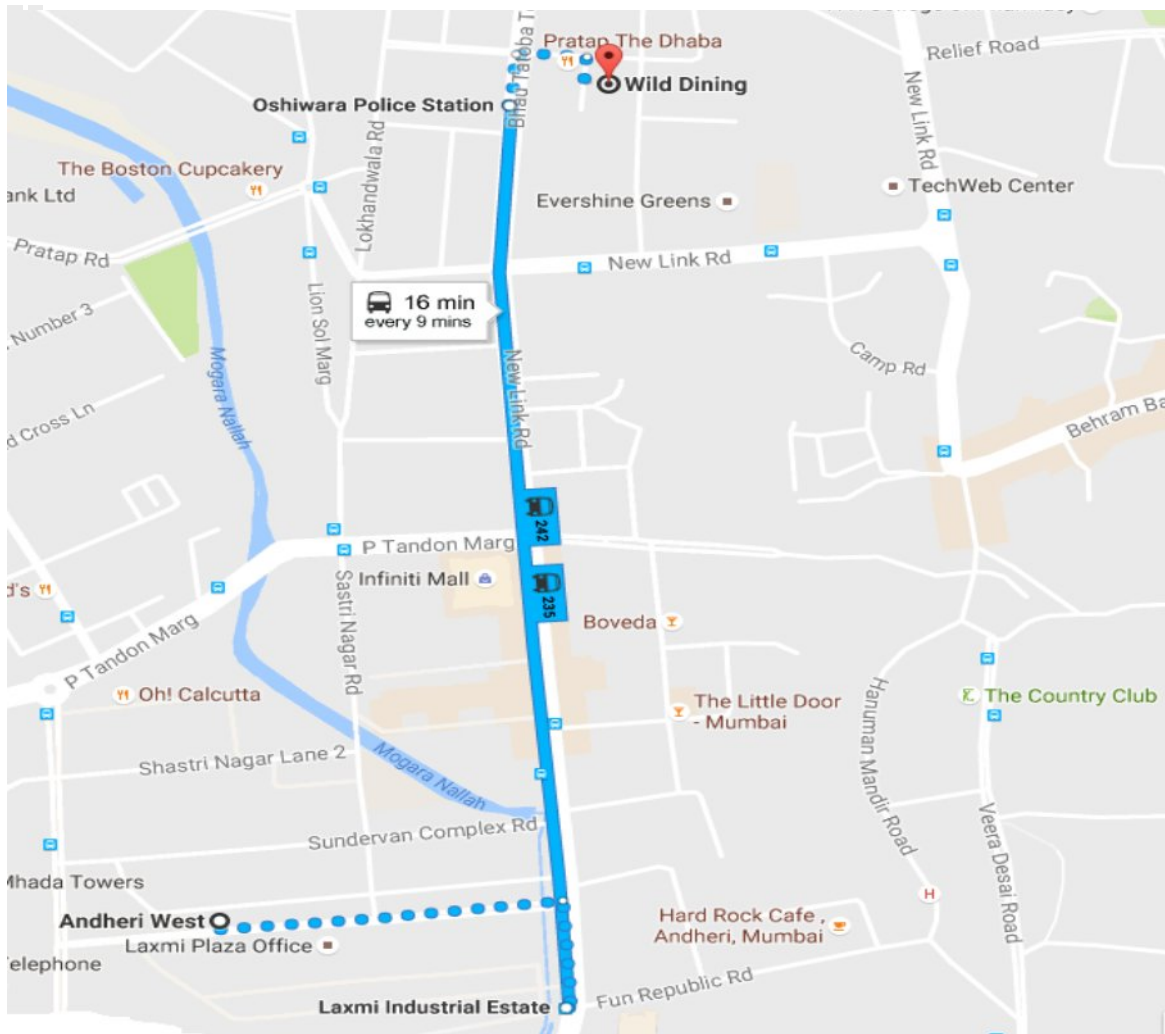 Pratap The Dhaba
Relief Road
Wild Dining
Oshiwara Police Station
New Link Rd
The Boston Cupcakery
Lokhandwala Rd
TechWeb Center
ank Ltd
Evershine Greens
Pratap Rd
New Link Rd
16 min
every 9 mins
Number 3
Lion Sol Marg
Camp Rd
Mogara Nallah
New Link Rd
d Cross Ln
Behram Ba
242
P Tandon Marg
Infiniti Mall
235
d's
Sastri Nagar Rd
Boveda
P Tandon Marg
Oh! Calcutta
The Little Door
- Mumbai
Hanuman Mandir Road
The Country Club
Shastri Nagar Lane 2
Mogara Nallah
Sundervan Complex Rd
Veera Desai Road
Mhada Towers
H
Andheri West
Hard Rock Cafe ,
Andheri, Mumbai
Laxmi Plaza Office
elephone
Fun Republic Rd
Laxmi Industrial Estate